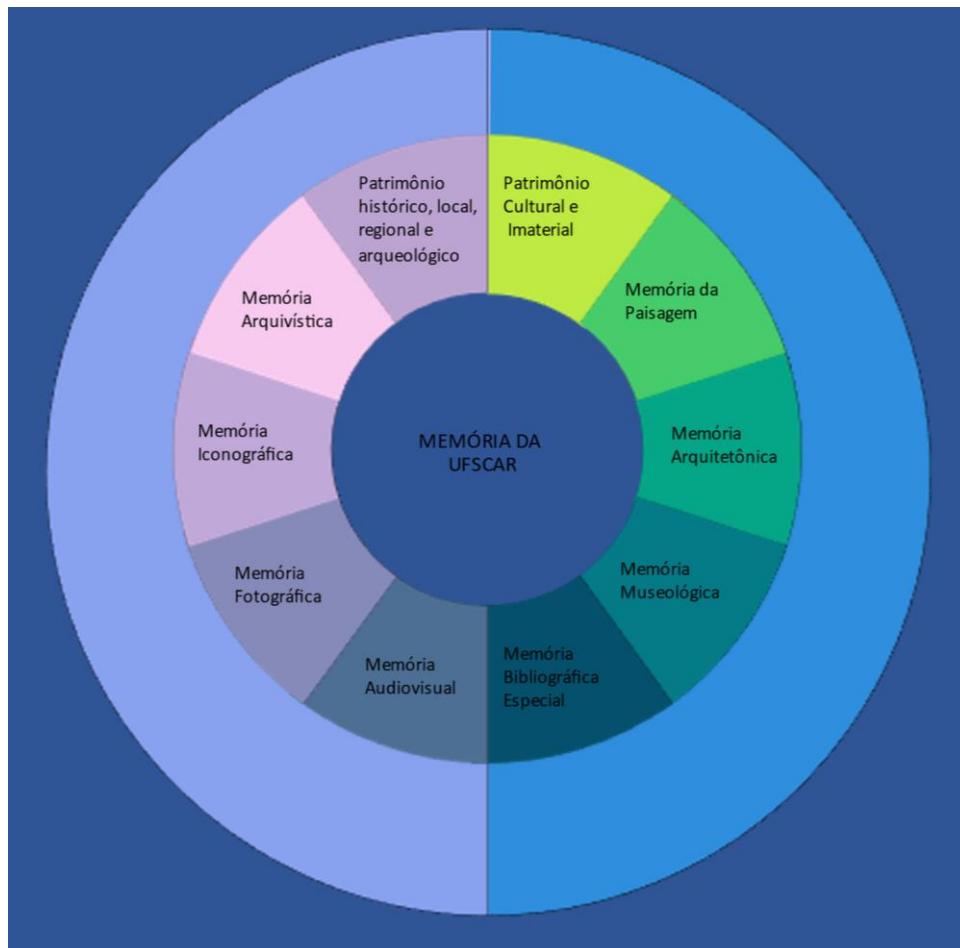 Patrimônio
histórico, local,
regional e
arqueológico
Patrimônio
Cultural e
Imaterial
Memória
Arquivística
Memória da
Paisagem
Memória
Iconográfica
MEMÓRIA DA
UFSCAR
Memória
Arquitetônica
Memória
Fotográfica
Memória
Museológica
Memória
Audiovisual
Memória
Bibliográfica
Especial